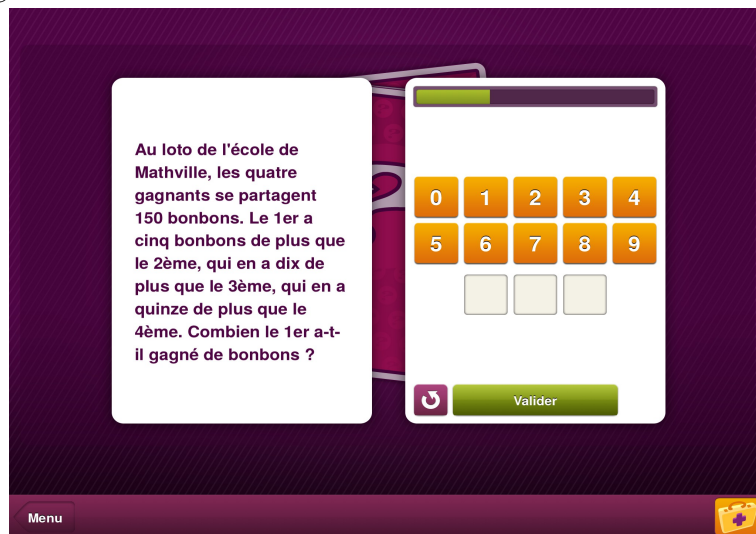 Au loto de l'école de
Mathville, les quatre
gagnants se partagent
150 bonbons. Le 1er a
cinq bonbons de plus que
le 2ème, qui en a dix de
plus que le 3ème, qui en a
quinze de plus que le
4ème. Combien le 1er a-t-
il gagné de bonbons ?
0 1 2 3 4
5 6 7 8 9
Valider
Menu